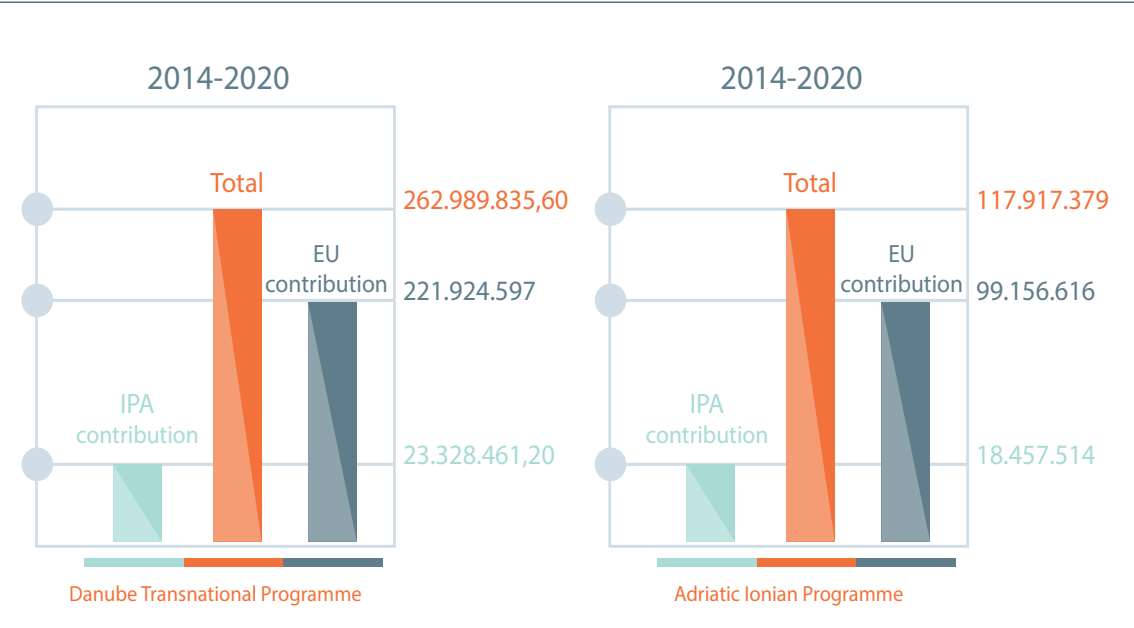 2014-2020
Total
262.989.835,60
EU
contribution
221.924.597
IPA
contribution
23.328.461,20
Danube Transnational Programme
2014-2020
Total
117.917.379
EU
contribution
99.156.616
IPA
contribution
18.457.514
Adriatic Ionian Programme